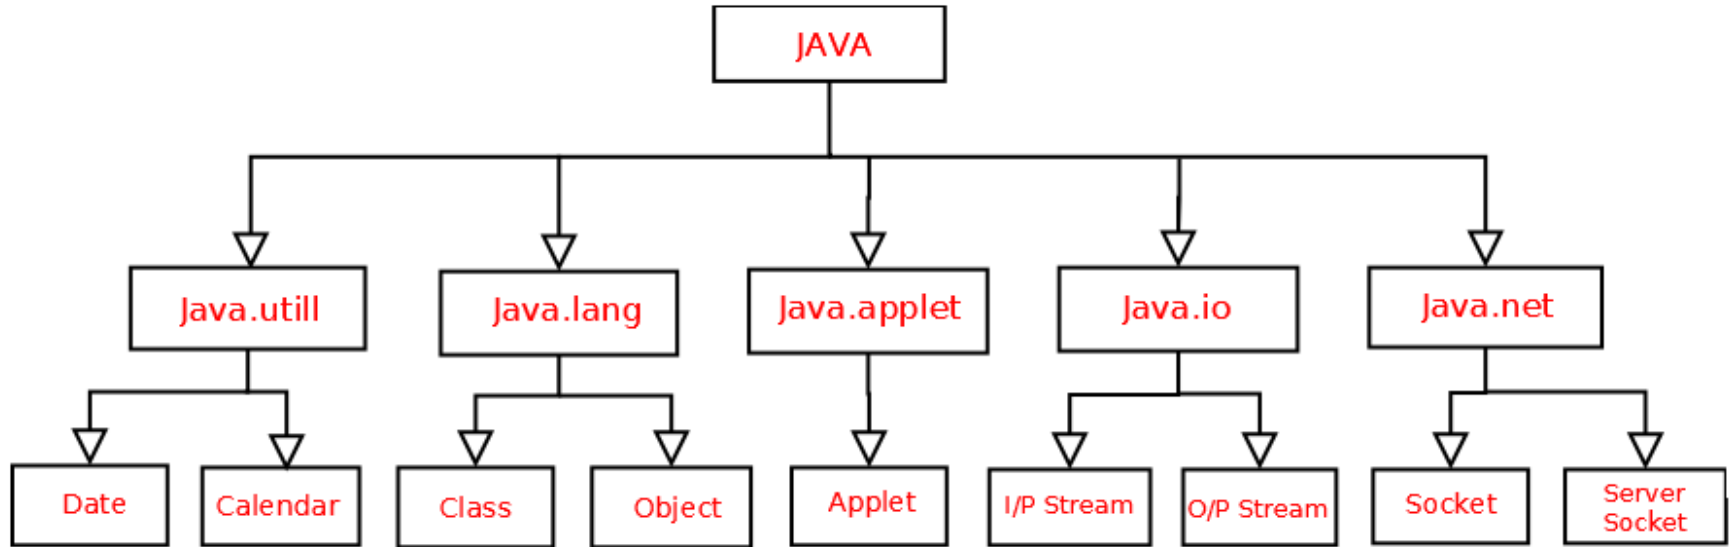 JAVA
Java.utill
Java.lang
Java.applet
Java.io
Java.net
Date
Calendar
Class
Object
Applet
I/P Stream
O/P Stream
Socket
Server
Socket